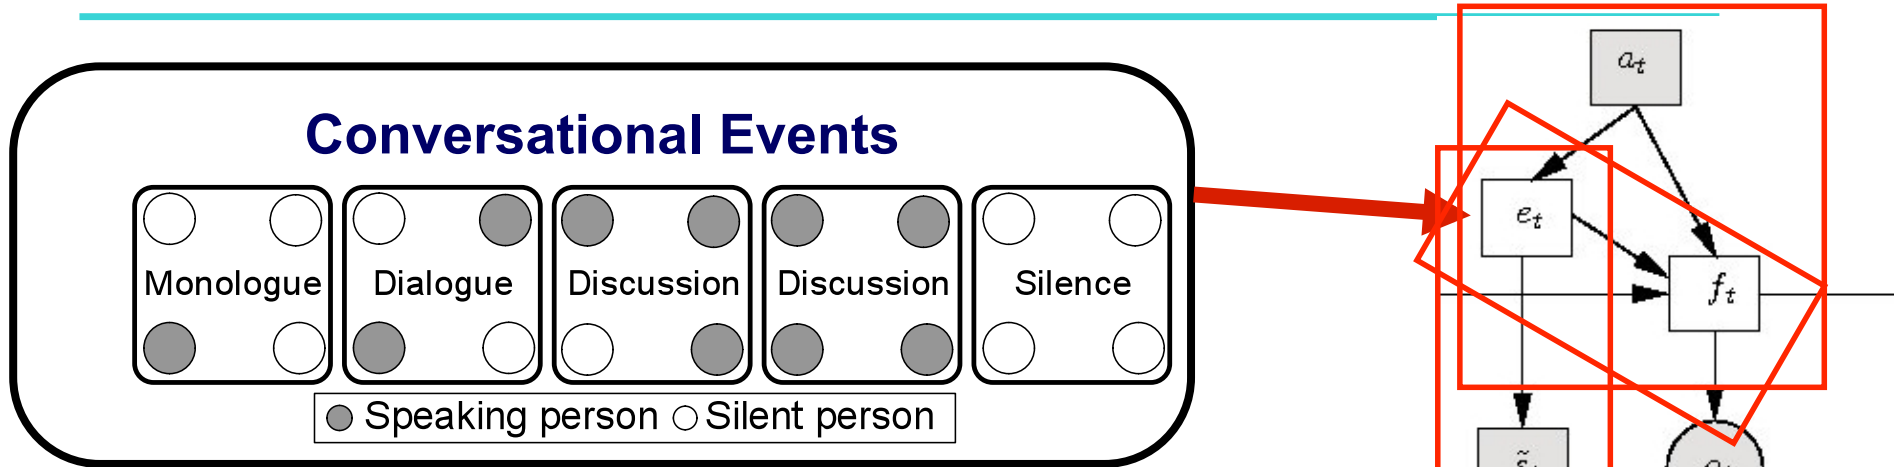 Conversational Events
Monologue Dialogue Discussion Discussion Silence
Speaking person Silent person
a_t
e_t
f_t